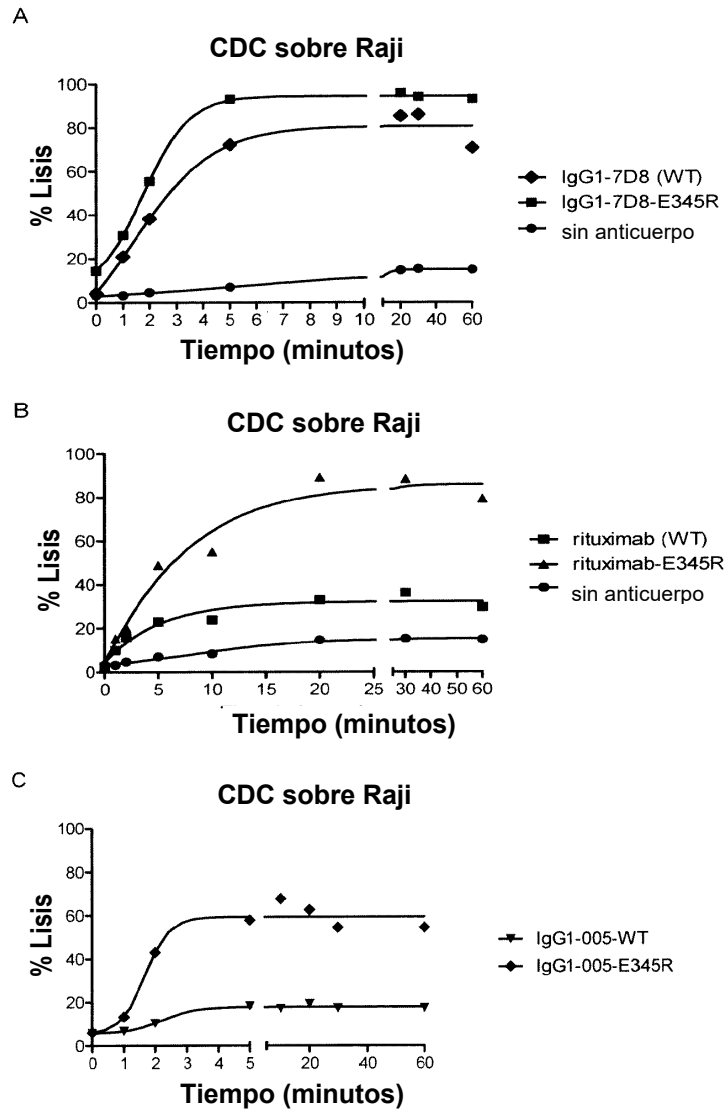 A
CDC sobre Raji
% Lisis
100
80
60
40
20
0
0 1 2 3 4 5 6 7 8 9 10 20 40 60
Tiempo (minutos)
IgG1-7D8 (WT)
IgG1-7D8-E345R
sin anticuerpo
B
CDC sobre Raji
% Lisis
100
80
60
40
20
0
0 5 10 15 20 25 30 40 50 60
Tiempo (minutos)
rituximab (WT)
rituximab-E345R
sin anticuerpo
C
CDC sobre Raji
% Lisis
100
80
60
40
20
0
0 1 2 3 4 5 20 40 60
Tiempo (minutos)
IgG1-005-WT
IgG1-005-E345R